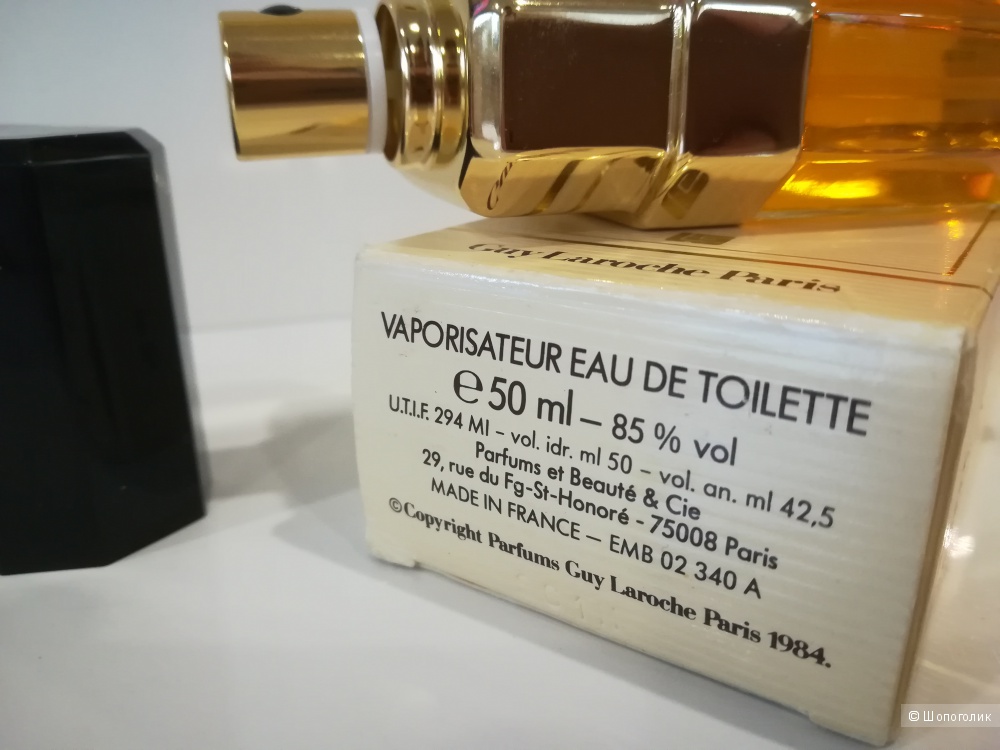 Guy Laroche Paris
VAPORISATEUR EAU DE TOILETTE
℮ 50 ml – 85 % vol
U.T.I.F. 294 MI – vol. idr. ml 50 – vol. an. ml 42,5
Parfums et Beauté & Cie
29, rue du Fg-St-Honoré - 75008 Paris
MADE IN FRANCE – EMB 02 340 A
©Copyright Parfums Guy Laroche Paris 1984.
© Шопоголик